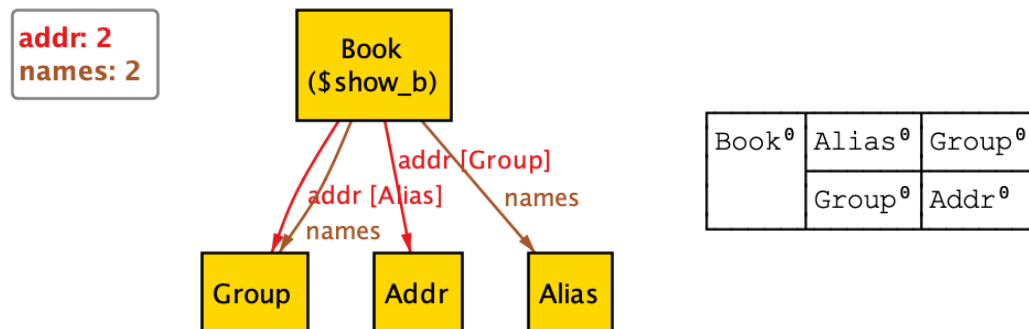 addr: 2
names: 2
Book
($show_b)
addr [Group]
addr [Alias]
names
names
Group
Addr
Alias
Book⁰ Alias⁰ Group⁰
Group⁰ Addr⁰